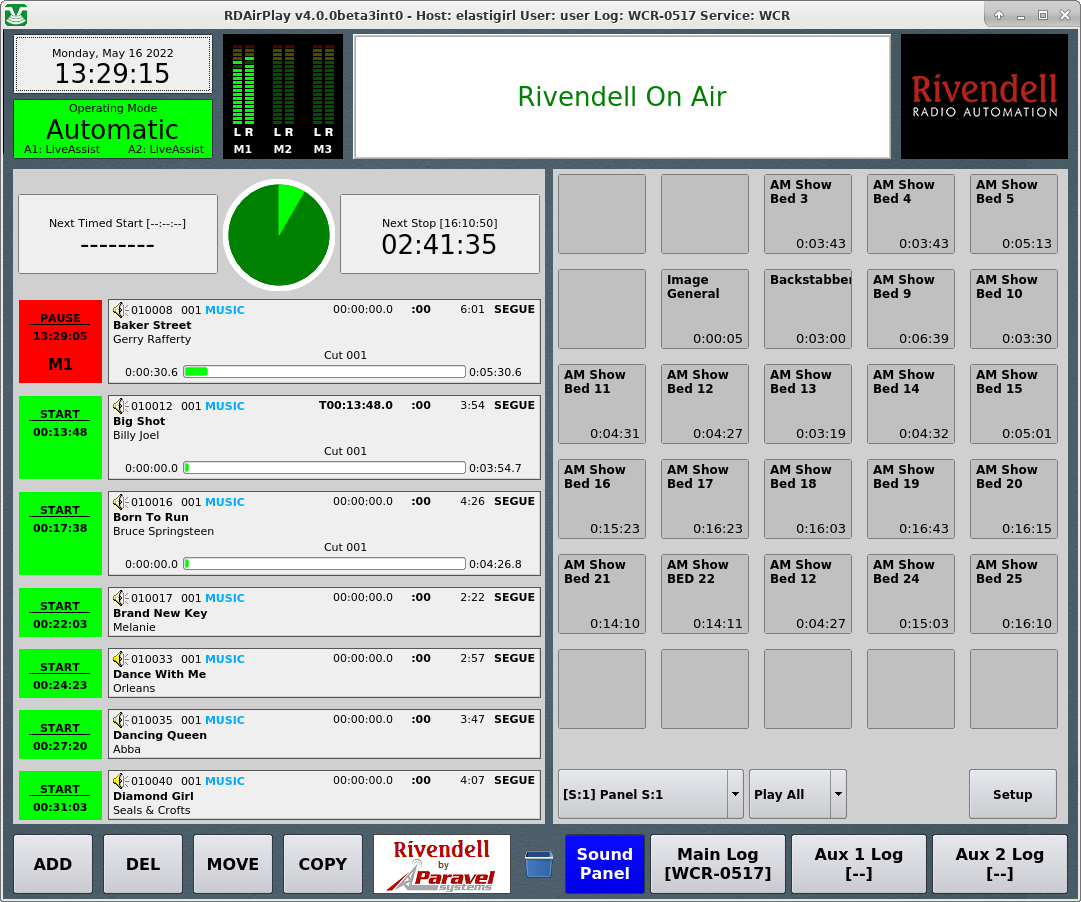 RDAirPlay v4.0.0beta3int0 - Host: elastigirl User: user Log: WCR-0517 Service: WCR
Monday, May 16 2022
13:29:15
Operating Mode
Automatic
A1: LiveAssist A2: LiveAssist
L R L R L R
M1 M2 M3
Rivendell On Air
Rivendell
RADIO AUTOMATION
Next Timed Start [--:--:--]
--------
Next Stop [16:10:50]
02:41:35
PAUSE
13:29:05
M1
010008 001 MUSIC 00:00:00.0 :00 6:01 SEGUE
Baker Street
Gerry Rafferty
Cut 001
0:00:30.6 0:05:30.6
START
00:13:48
010012 001 MUSIC T00:13:48.0 :00 3:54 SEGUE
Big Shot
Billy Joel
Cut 001
0:00:00.0 0:03:54.7
START
00:17:38
010016 001 MUSIC 00:00:00.0 :00 4:26 SEGUE
Born To Run
Bruce Springsteen
Cut 001
0:00:00.0 0:04:26.8
START
00:22:03
010017 001 MUSIC 00:00:00.0 :00 2:22 SEGUE
Brand New Key
Melanie
START
00:24:23
010033 001 MUSIC 00:00:00.0 :00 2:57 SEGUE
Dance With Me
Orleans
START
00:27:20
010035 001 MUSIC 00:00:00.0 :00 3:47 SEGUE
Dancing Queen
Abba
START
00:31:03
010040 001 MUSIC 00:00:00.0 :00 4:07 SEGUE
Diamond Girl
Seals & Crofts
AM Show
Bed 3
0:03:43
AM Show
Bed 4
0:03:43
AM Show
Bed 5
0:05:13
Image
General
0:00:05
Backstabber
0:03:00
AM Show
Bed 9
0:06:39
AM Show
Bed 10
0:03:30
AM Show
Bed 11
0:04:31
AM Show
Bed 12
0:04:27
AM Show
Bed 13
0:03:19
AM Show
Bed 14
0:04:32
AM Show
Bed 15
0:05:01
AM Show
Bed 16
0:15:23
AM Show
Bed 17
0:16:23
AM Show
Bed 18
0:16:03
AM Show
Bed 19
0:16:43
AM Show
Bed 20
0:16:15
AM Show
Bed 21
0:14:10
AM Show
BED 22
0:14:11
AM Show
Bed 12
0:04:27
AM Show
Bed 24
0:15:03
AM Show
Bed 25
0:16:10
[S:1] Panel S:1
Play All
Setup
ADD
DEL
MOVE
COPY
Rivendell
by
Paravel
systems
Sound
Panel
Main Log
[WCR-0517]
Aux 1 Log
[--]
Aux 2 Log
[--]